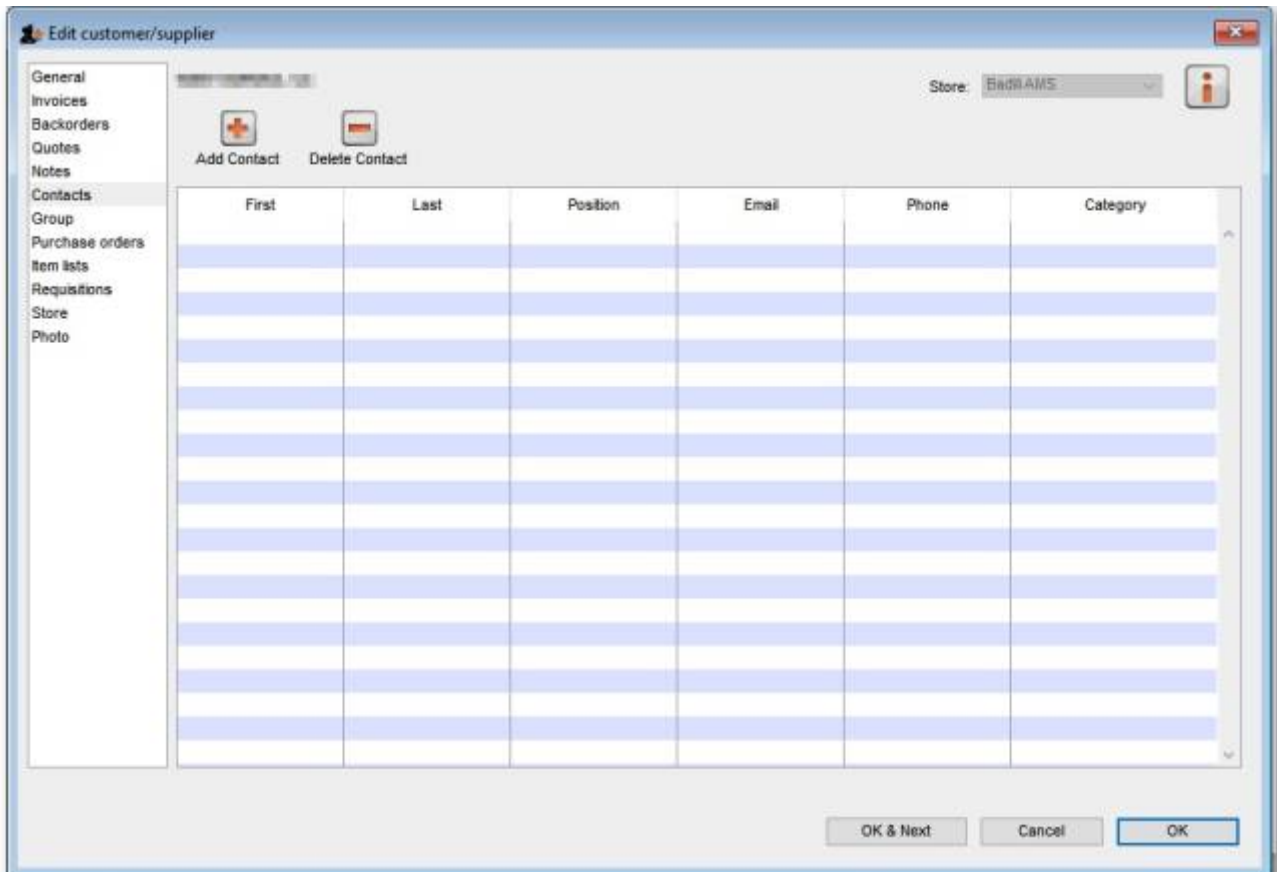 Edit customer/supplier
General
Invoices
Backorders
Quotes
Notes
Contacts
Group
Purchase orders
Item lists
Requisitions
Store
Photo
Store:
Add Contact Delete Contact
First Last Position Email Phone Category
OK & Next Cancel OK